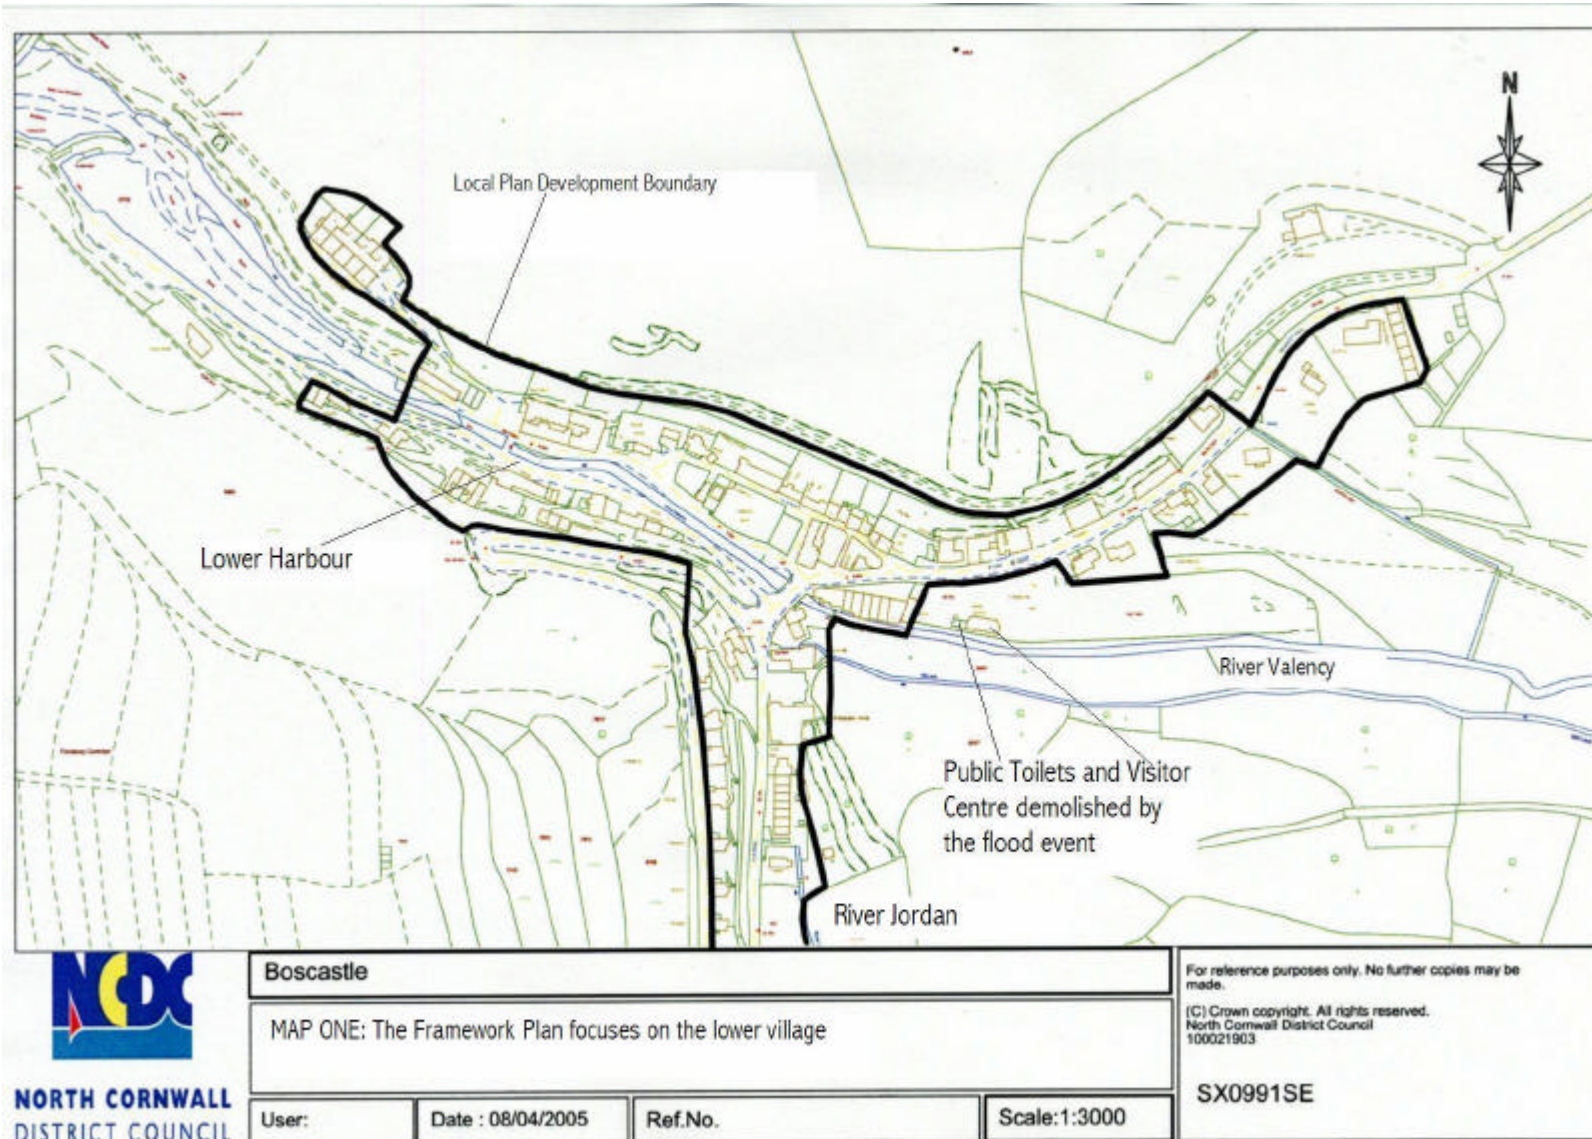 N
Local Plan Development Boundary
Lower Harbour
River Valency
Public Toilets and Visitor
Centre demolished by
the flood event
River Jordan
NCDC
NORTH CORNWALL
DISTRICT COUNCIL
Boscastle
MAP ONE: The Framework Plan focuses on the lower village
User:
Date : 08/04/2005
Ref.No.
Scale:1:3000
For reference purposes only. No further copies may be
made.
(C) Crown copyright. All rights reserved.
North Cornwall District Council
100021903
SX0991SE